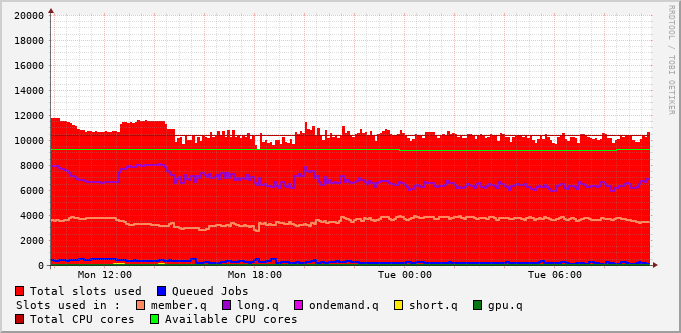 RRDTOOL / TOBI OETIKER
20000
18000
16000
14000
12000
10000
8000
6000
4000
2000
0
Mon 12:00 Mon 18:00 Tue 00:00 Tue 06:00
Total slots used Queued Jobs
Slots used in : member.q long.q ondemand.q short.q gpu.q
Total CPU cores Available CPU cores